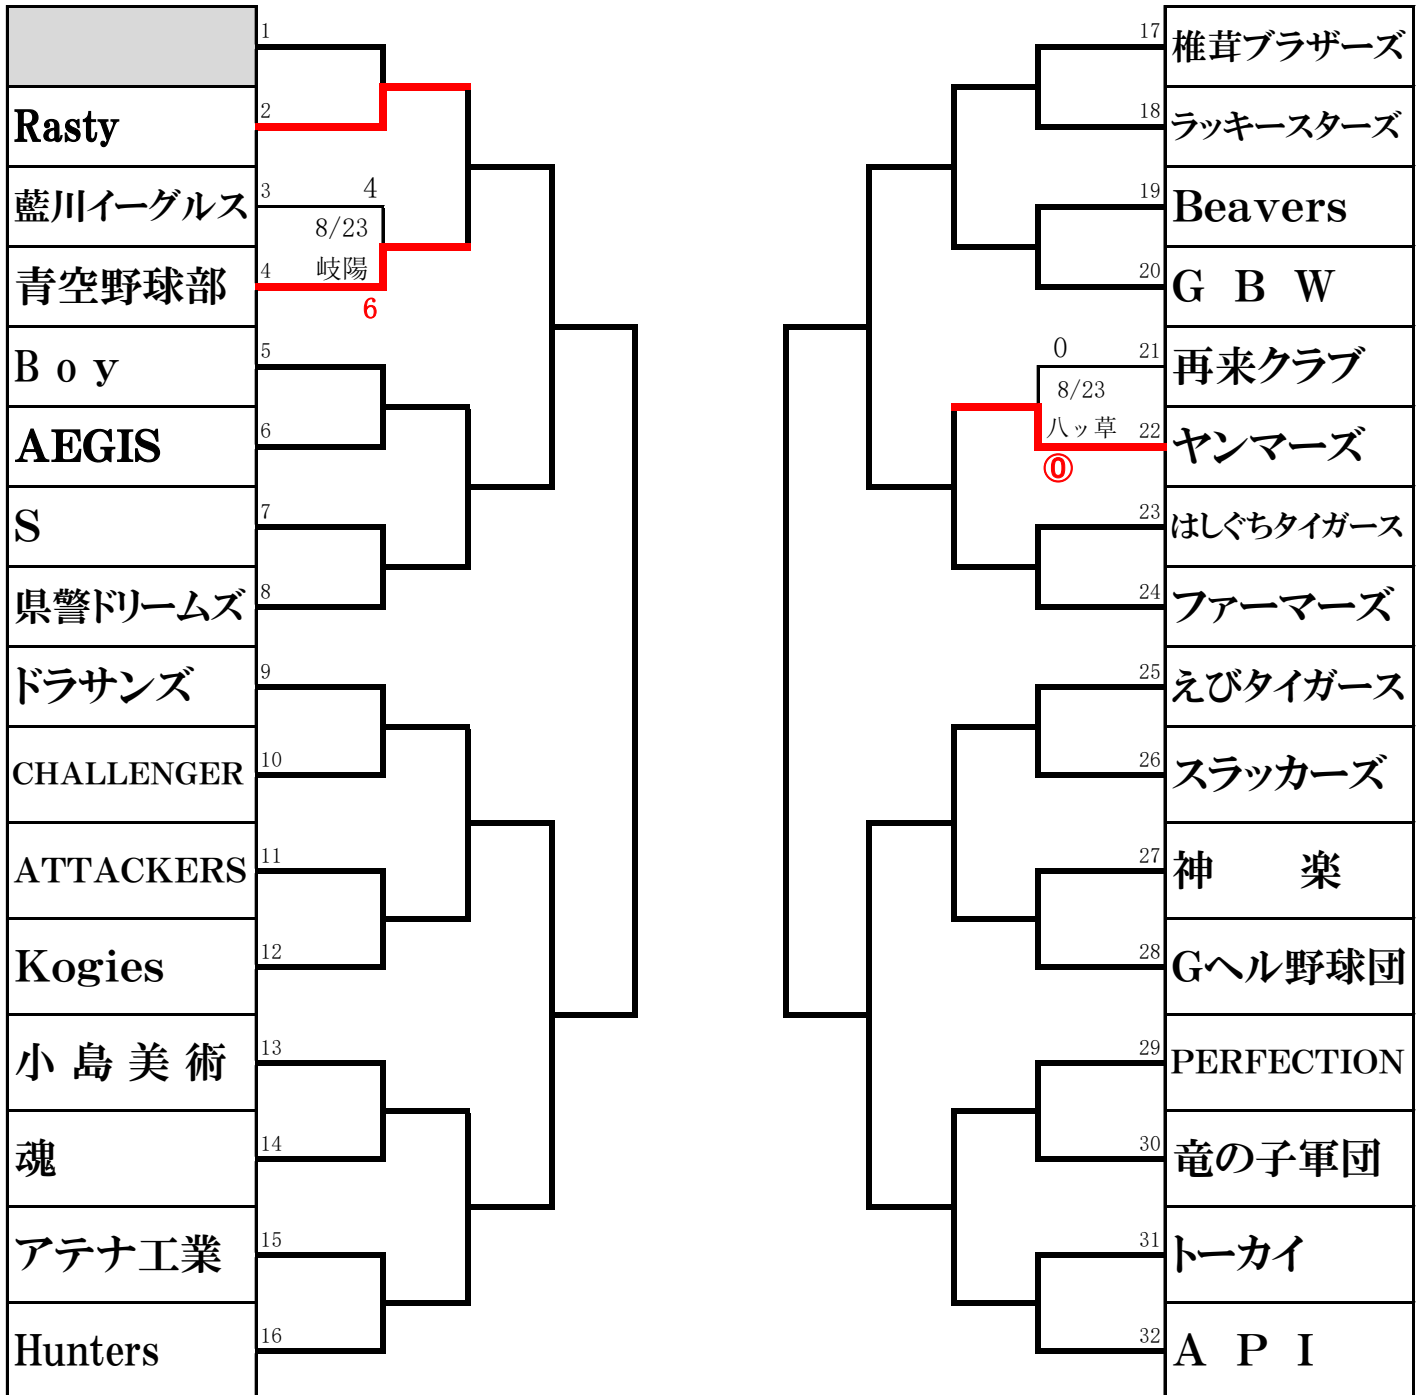 1
Rasty
2
藍川イーグルス
3
4
8/23
岐陽
青空野球部
4
6
B o y
5
AEGIS
6
S
7
県警ドリームズ
8
ドラサンズ
9
CHALLENGER
10
ATTACKERS
11
Kogies
12
小 島 美 術
13
魂
14
アテナ工業
15
Hunters
16
17
椎茸ブラザーズ
18
ラッキースターズ
19
Beavers
20
G B W
0
21
再来クラブ
8/23
八ッ草
22
ヤンマーズ
⓪
23
はしぐちタイガース
24
ファーマーズ
25
えびタイガース
26
スラッカーズ
27
神 楽
28
Gヘル野球団
29
PERFECTION
30
竜の子軍団
31
トーカイ
32
A P I